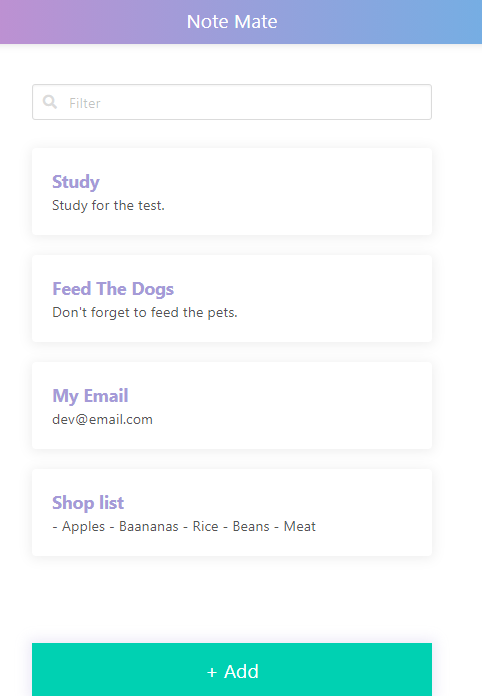 Note Mate
Filter
Study
Study for the test.
Feed The Dogs
Don't forget to feed the pets.
My Email
dev@email.com
Shop list
- Apples - Baananas - Rice - Beans - Meat
+ Add